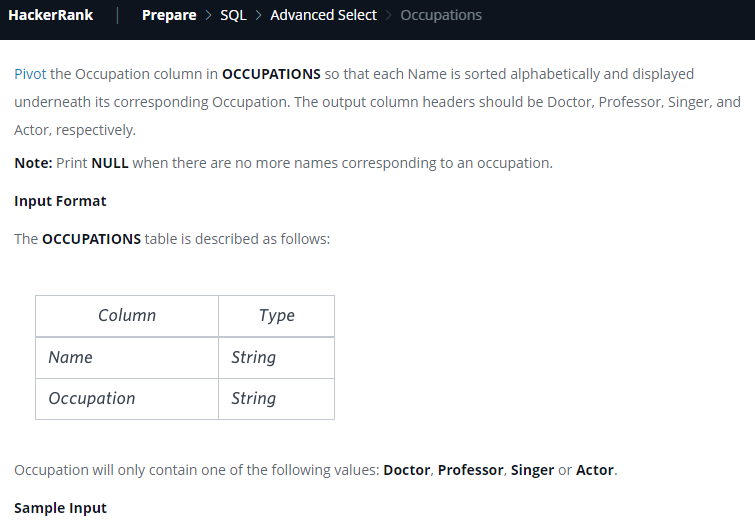 HackerRank | Prepare > SQL > Advanced Select > Occupations
Pivot the Occupation column in OCCUPATIONS so that each Name is sorted alphabetically and displayed
underneath its corresponding Occupation. The output column headers should be Doctor, Professor, Singer, and
Actor, respectively.
Note: Print NULL when there are no more names corresponding to an occupation.
Input Format
The OCCUPATIONS table is described as follows:
Column Type
Name String
Occupation String
Occupation will only contain one of the following values: Doctor, Professor, Singer or Actor.
Sample Input